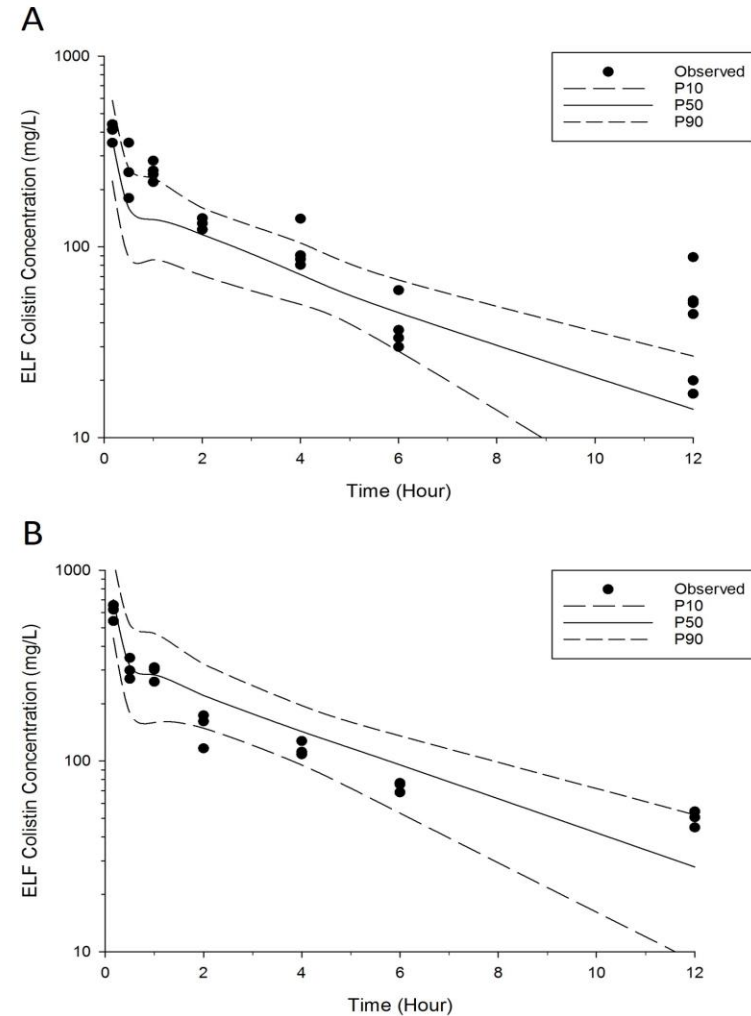 A
1000
100
10
ELF Colistin Concentration (mg/L)
0 2 4 6 8 10 12
Time (Hour)
Observed
P10
P50
P90
B
1000
100
10
ELF Colistin Concentration (mg/L)
0 2 4 6 8 10 12
Time (Hour)
Observed
P10
P50
P90